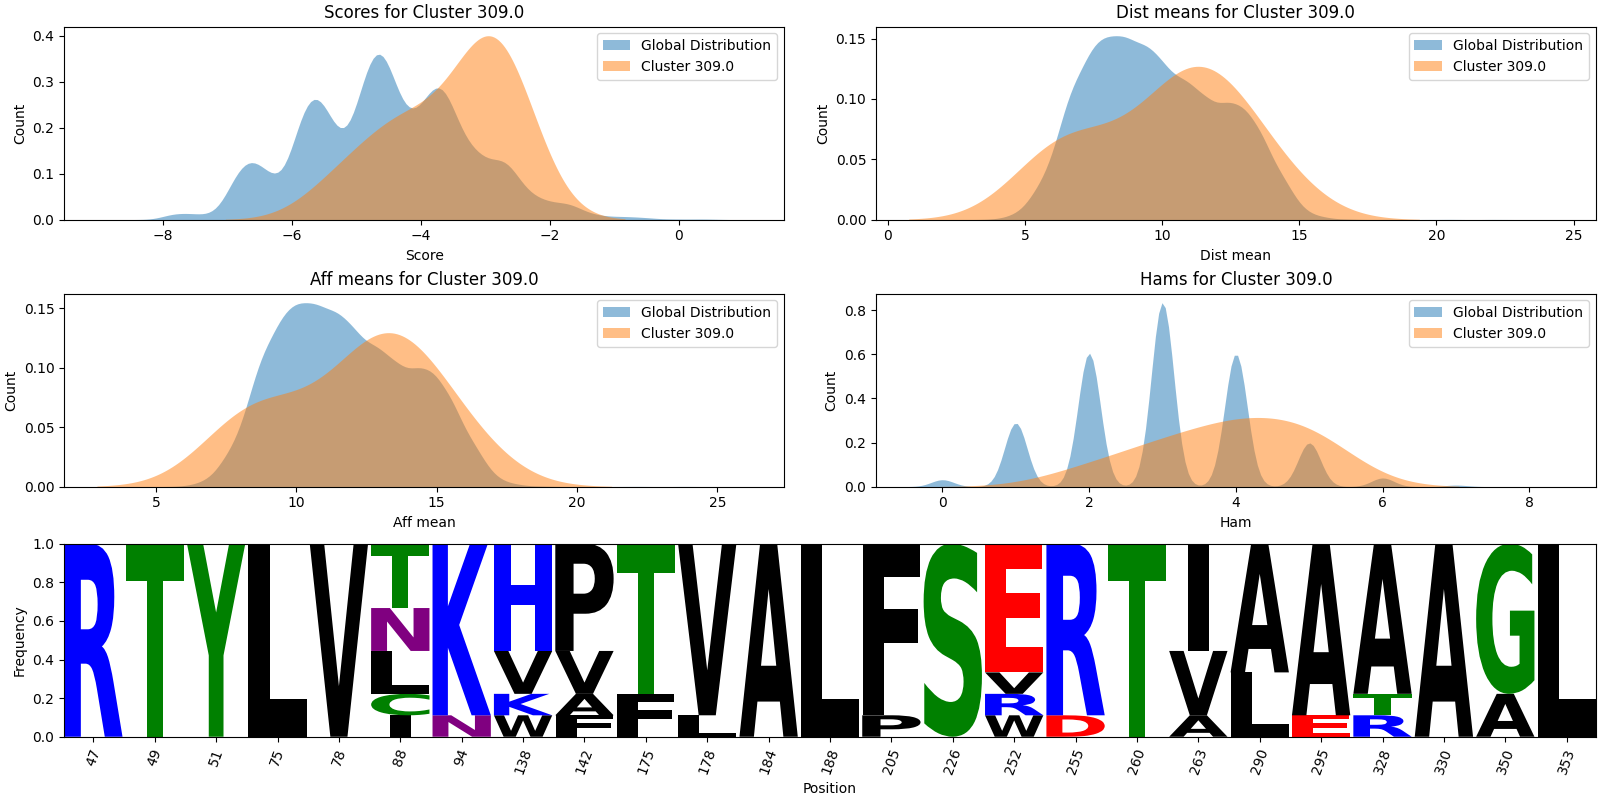 Scores for Cluster 309.0
Dist means for Cluster 309.0
0.4
0.3
0.2
0.1
0.0
Count
Global Distribution
Cluster 309.0
−8
−6
−4
−2
0
Score
0.15
0.10
0.05
0.00
Count
Global Distribution
Cluster 309.0
0
5
10
15
20
25
Dist mean
Aff means for Cluster 309.0
Hams for Cluster 309.0
0.15
0.10
0.05
0.00
Count
Global Distribution
Cluster 309.0
5
10
15
20
25
Aff mean
0.8
0.6
0.4
0.2
0.0
Count
Global Distribution
Cluster 309.0
0
2
4
6
8
Ham
1.0
0.8
0.6
0.4
0.2
0.0
Frequency
R T Y L V T K H P T V A L F S E R T I A A A A G L
N V V V L T
L K A F Y V L T A
C N W F L P R D A E R
W
47 49 51 75 78 88 94 138 142 175 178 184 188 205 226 252 255 260 263 290 295 328 330 350 353
Position